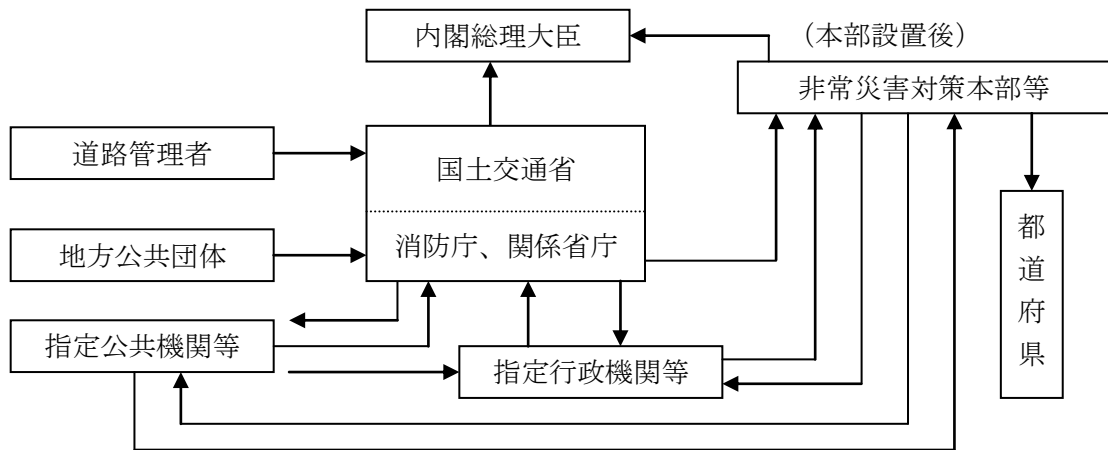 内閣総理大臣
（本部設置後）
非常災害対策本部等
道路管理者
国土交通省
地方公共団体
消防庁、関係省庁
都道府県
指定公共機関等
指定行政機関等